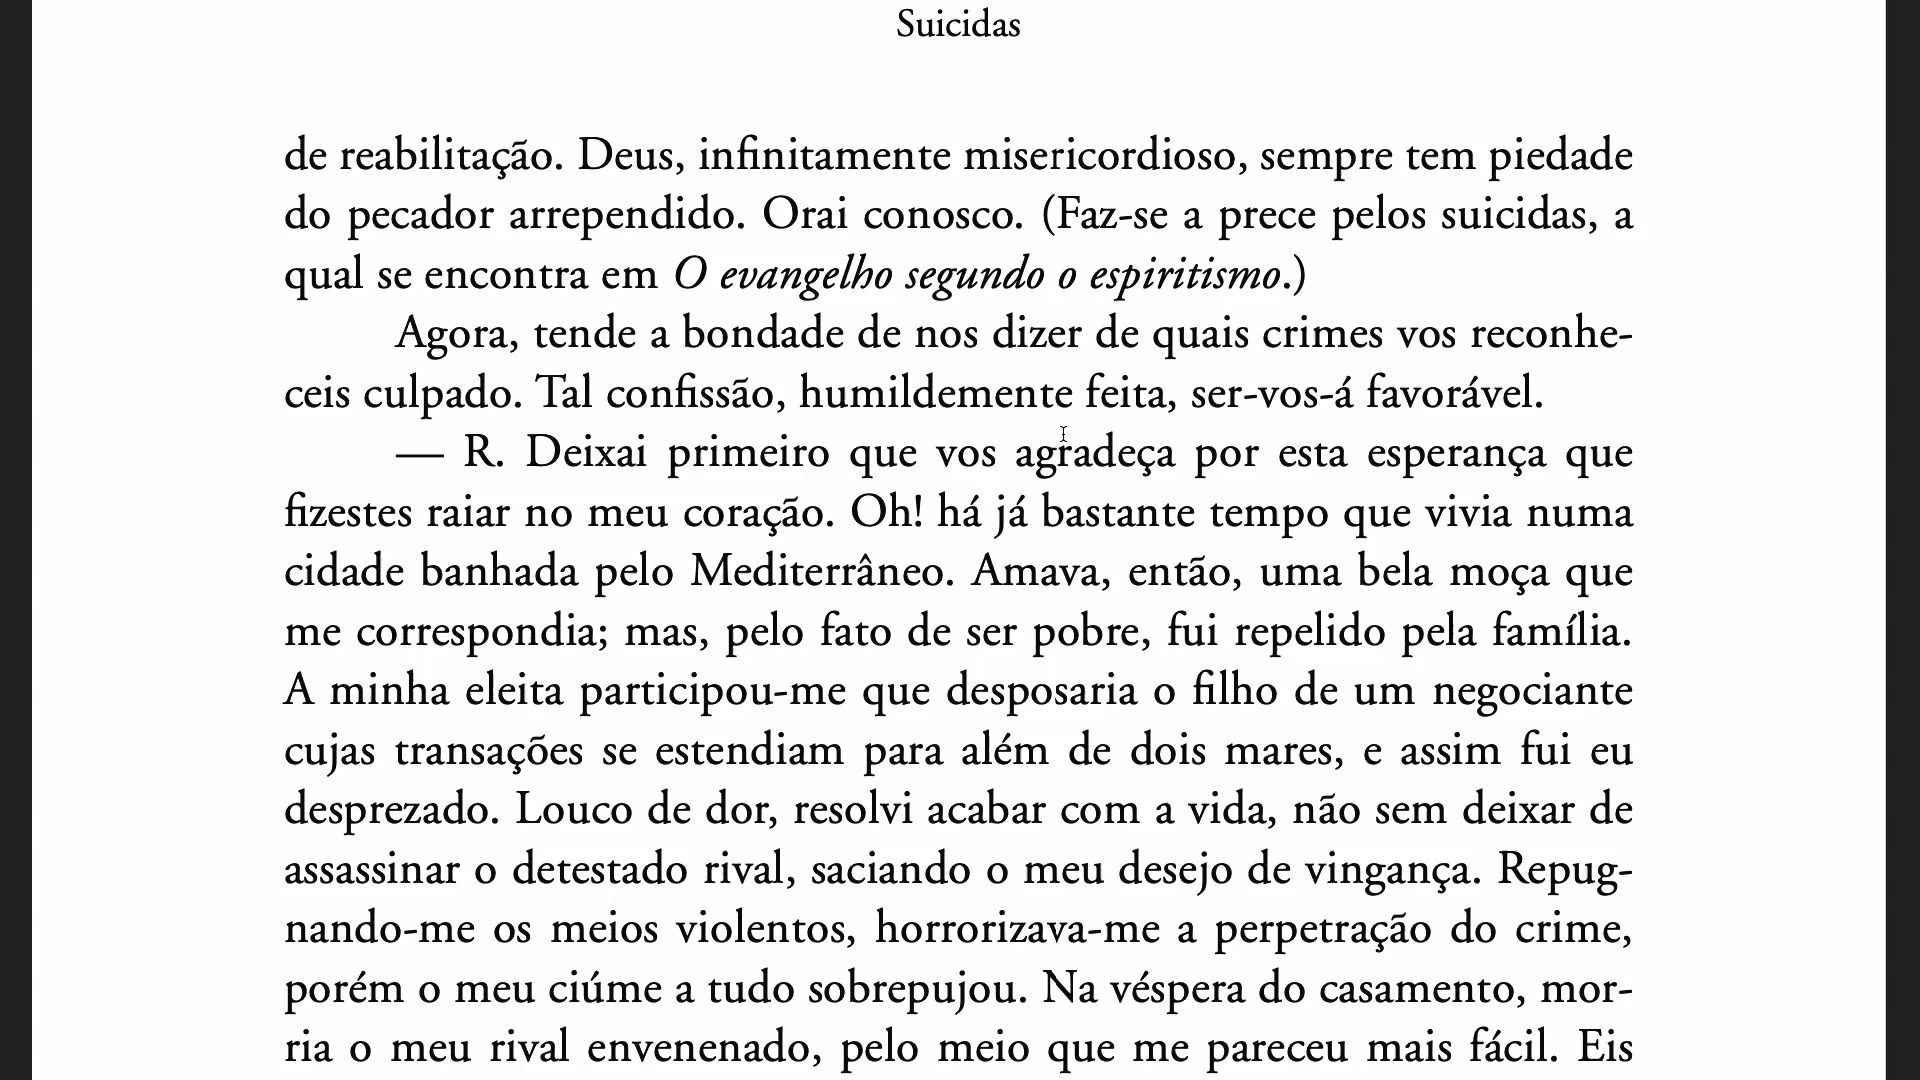 Suicidas
de reabilitação. Deus, infinitamente misericordioso, sempre tem piedade
do pecador arrependido. Orai conosco. (Faz-se a prece pelos suicidas, a
qual se encontra em O evangelho segundo o espiritismo.)
Agora, tende a bondade de nos dizer de quais crimes vos reconhe-
ceis culpado. Tal confissão, humildemente feita, ser-vos-á favorável.
— R. Deixai primeiro que vos agradeça por esta esperança que
fizestes raiar no meu coração. Oh! há já bastante tempo que vivia numa
cidade banhada pelo Mediterrâneo. Amava, então, uma bela moça que
me correspondia; mas, pelo fato de ser pobre, fui repelido pela família.
A minha eleita participou-me que desposaria o filho de um negociante
cujas transações se estendiam para além de dois mares, e assim fui eu
desprezado. Louco de dor, resolvi acabar com a vida, não sem deixar de
assassinar o detestado rival, saciando o meu desejo de vingança. Repug-
nando-me os meios violentos, horrorizava-me a perpetração do crime,
porém o meu ciúme a tudo sobrepujou. Na véspera do casamento, mor-
ria o meu rival envenenado, pelo meio que me pareceu mais fácil. Eis